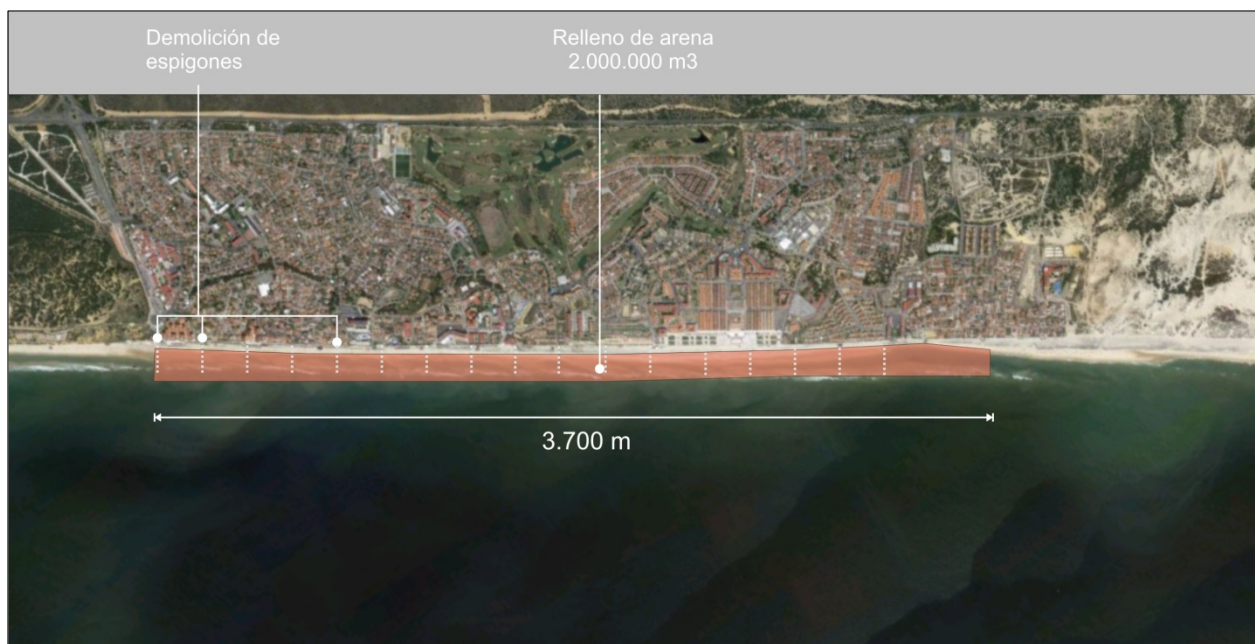 Demolición de
espigones
Relleno de arena
2.000.000 m3
3.700 m